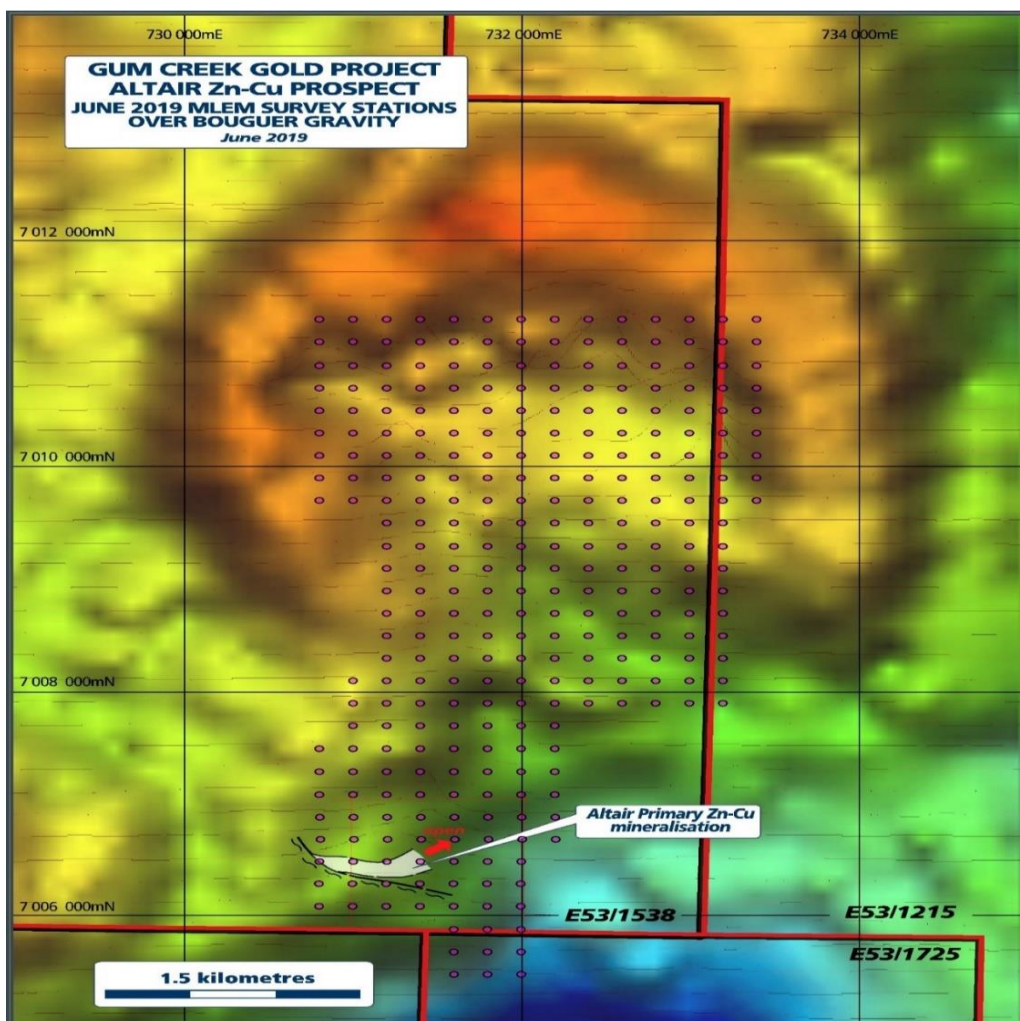 730 000mE
732 000mE
734 000mE
GUM CREEK GOLD PROJECT
ALTAIR Zn-Cu PROSPECT
JUNE 2019 MLEM SURVEY STATIONS
OVER BOUGUER GRAVITY
June 2019
7 012 000mN
7 010 000mN
7 008 000mN
Altair Primary Zn-Cu
mineralisation
open
7 006 000mN
E53/1538
E53/1215
E53/1725
1.5 kilometres